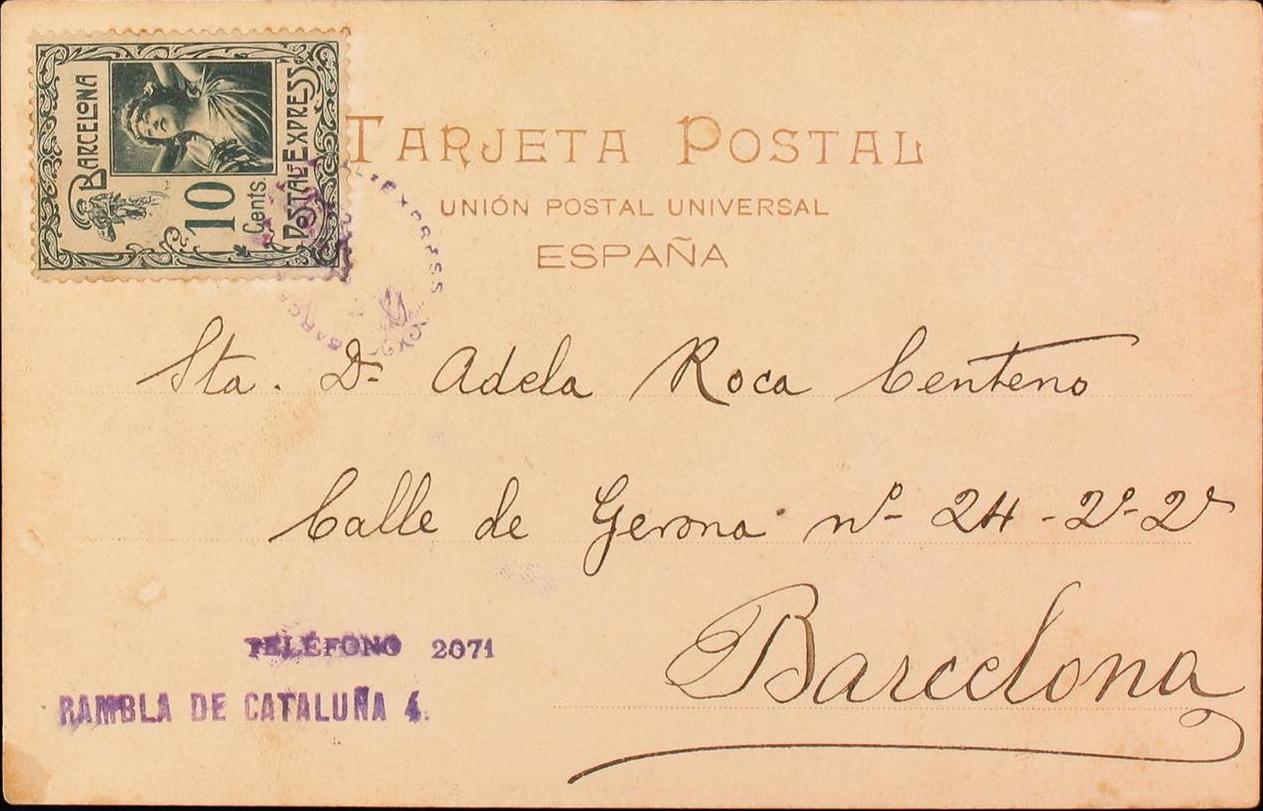 BARCELONA
10
Cents.
POSTAL-EXPRESS
TARJETA POSTAL
UNIÓN POSTAL UNIVERSAL
ESPAÑA
Sta. Dª Adela Roca Centeno
Calle de Gerona nº 24 - 2º - 2ª
Barcelona
TELÉFONO 2071
RAMBLA DE CATALUÑA 4.